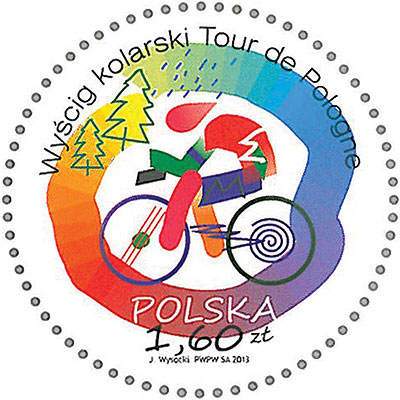 Wyścig kolarski Tour de Pologne
POLSKA
1,60 zł
J. Wysocki PWPW SA 2013